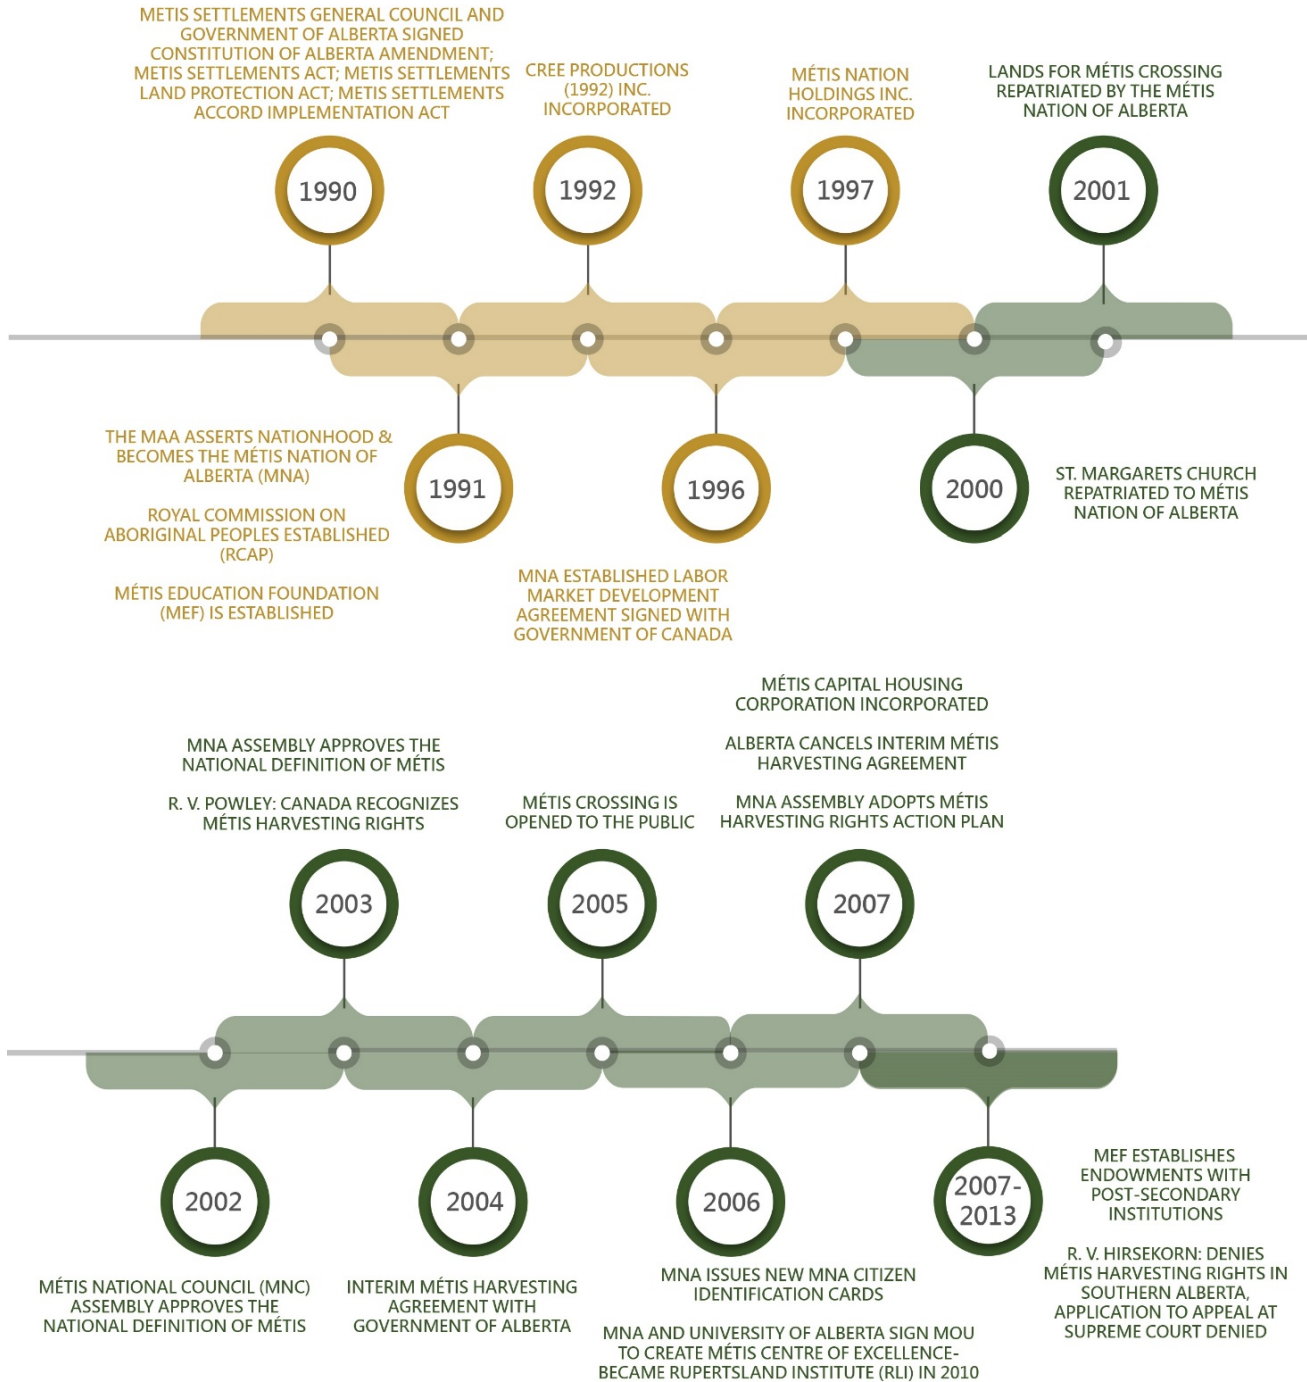 METIS SETTLEMENTS GENERAL COUNCIL AND
GOVERNMENT OF ALBERTA SIGNED
CONSTITUTION OF ALBERTA AMENDMENT;
METIS SETTLEMENTS ACT; METIS SETTLEMENTS
LAND PROTECTION ACT; METIS SETTLEMENTS
ACCORD IMPLEMENTATION ACT
1990
CREE PRODUCTIONS
(1992) INC.
INCORPORATED
1992
MÉTIS NATION
HOLDINGS INC.
INCORPORATED
1997
LANDS FOR MÉTIS CROSSING
REPATRIATED BY THE MÉTIS
NATION OF ALBERTA
2001
THE MAA ASSERTS NATIONHOOD &
BECOMES THE MÉTIS NATION OF
ALBERTA (MNA)
ROYAL COMMISSION ON
ABORIGINAL PEOPLES ESTABLISHED
(RCAP)
MÉTIS EDUCATION FOUNDATION
(MEF) IS ESTABLISHED
1991
1996
MNA ESTABLISHED LABOR
MARKET DEVELOPMENT
AGREEMENT SIGNED WITH
GOVERNMENT OF CANADA
2000
ST. MARGARETS CHURCH
REPATRIATED TO MÉTIS
NATION OF ALBERTA
MNA ASSEMBLY APPROVES THE
NATIONAL DEFINITION OF MÉTIS
R. V. POWLEY: CANADA RECOGNIZES
MÉTIS HARVESTING RIGHTS
2003
MÉTIS CROSSING IS
OPENED TO THE PUBLIC
2005
MÉTIS CAPITAL HOUSING
CORPORATION INCORPORATED
ALBERTA CANCELS INTERIM MÉTIS
HARVESTING AGREEMENT
MNA ASSEMBLY ADOPTS MÉTIS
HARVESTING RIGHTS ACTION PLAN
2007
2002
MÉTIS NATIONAL COUNCIL (MNC)
ASSEMBLY APPROVES THE
NATIONAL DEFINITION OF MÉTIS
2004
INTERIM MÉTIS HARVESTING
AGREEMENT WITH
GOVERNMENT OF ALBERTA
2006
MNA ISSUES NEW MNA CITIZEN
IDENTIFICATION CARDS
MNA AND UNIVERSITY OF ALBERTA SIGN MOU
TO CREATE MÉTIS CENTRE OF EXCELLENCE-
BECAME RUPERTSLAND INSTITUTE (RLI) IN 2010
2007-
2013
MEF ESTABLISHES
ENDOWMENTS WITH
POST-SECONDARY
INSTITUTIONS
R. V. HIRSEKORN: DENIES
MÉTIS HARVESTING RIGHTS IN
SOUTHERN ALBERTA,
APPLICATION TO APPEAL AT
SUPREME COURT DENIED